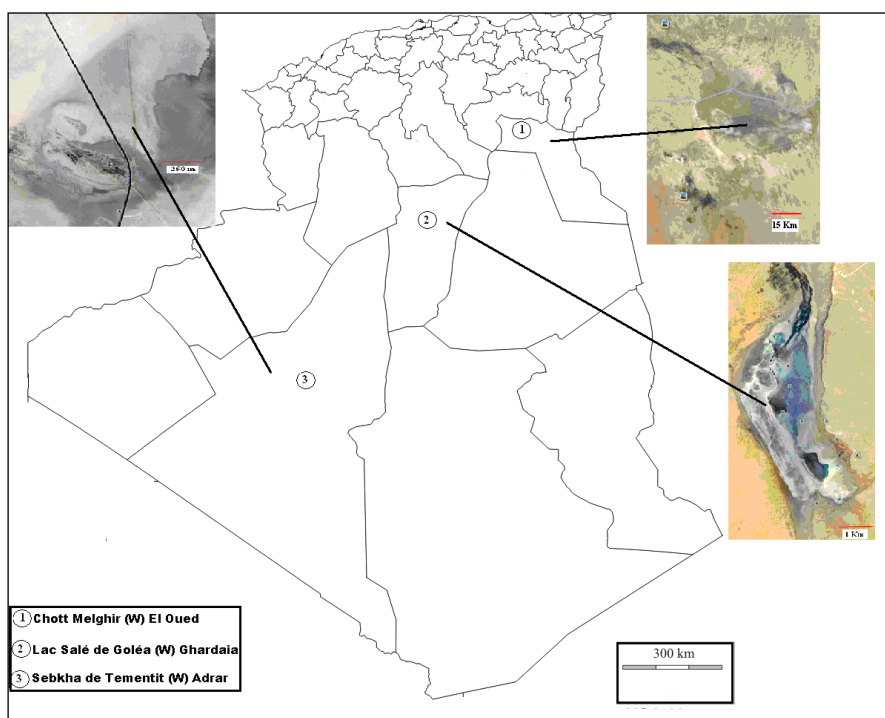 1
15 Km
260 m
2
3
1 Km
1 Chott Melghir (W) El Oued
2 Lac Salé de Goléa (W) Ghardaia
3 Sebkha de Tementit (W) Adrar
300 km